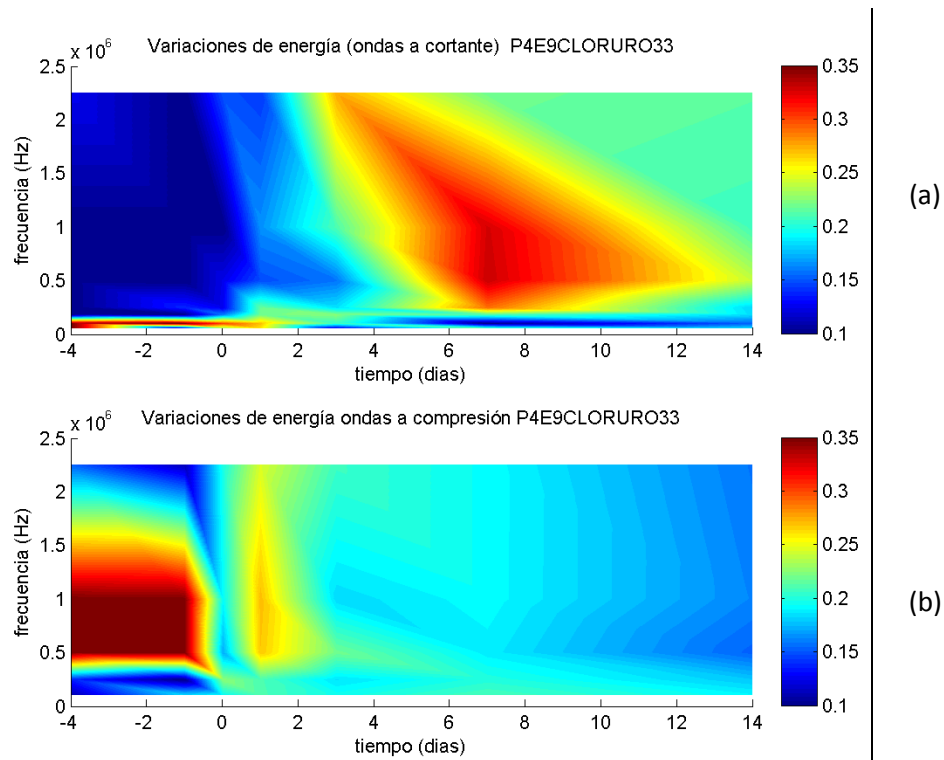 x 10^6
Variaciones de energía (ondas a cortante) P4E9CLORURO33
2.5
2
1.5
1
0.5
0
frecuencia (Hz)
-4 -2 0 2 4 6 8 10 12 14
tiempo (dias)
0.35
0.3
0.25
0.2
0.15
0.1
(a)
x 10^6
Variaciones de energía ondas a compresión P4E9CLORURO33
2.5
2
1.5
1
0.5
0
frecuencia (Hz)
-4 -2 0 2 4 6 8 10 12 14
tiempo (dias)
0.35
0.3
0.25
0.2
0.15
0.1
(b)